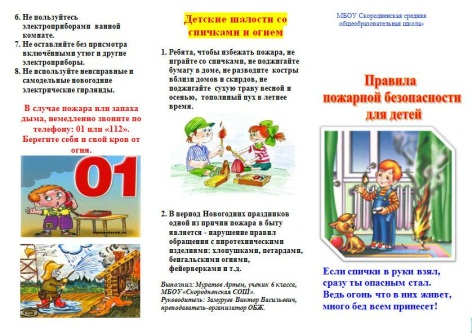 6. Не пользуйтесь
электроприборами ванной
комнате.
7. Не оставляйте без присмотра
включёнными утюг и другие
электроприборы.
8. Не используйте неисправные и
самодельные новогодние
электрические гирлянды.
В случае пожара или запаха
дыма, немедленно звоните по
телефону: 01 или «112».
Берегите себя и свой кров от
огня.
01
Детские шалости со
спичками и огнем
1. Ребята, чтобы избежать пожара, не
играйте со спичками, не поджигайте
бумагу в доме, не разводите костры
вблизи домов и скирдов, не
поджигайте сухую траву весной и
осенью, тополиный пух в летнее
время.
2. В период Новогодних праздников
одной из причин пожара в быту
является - нарушение правил
обращения с пиротехническими
изделиями: хлопушками, петардами,
бенгальскими огнями,
фейерверками и т.д.
Выполнил: Муратов Артем, ученик 6 класса,
МБОУ «Скороднянская СОШ».
Руководитель: Виктор Васильевич,
преподаватель-организатор ОБЖ.
МБОУ Скороднянская средняя
общеобразовательная школа»
Правила
пожарной безопасности
для детей
Если спички в руки взял,
сразу ты опасным стал.
Ведь огонь что в них живет,
много бед всем принесет!